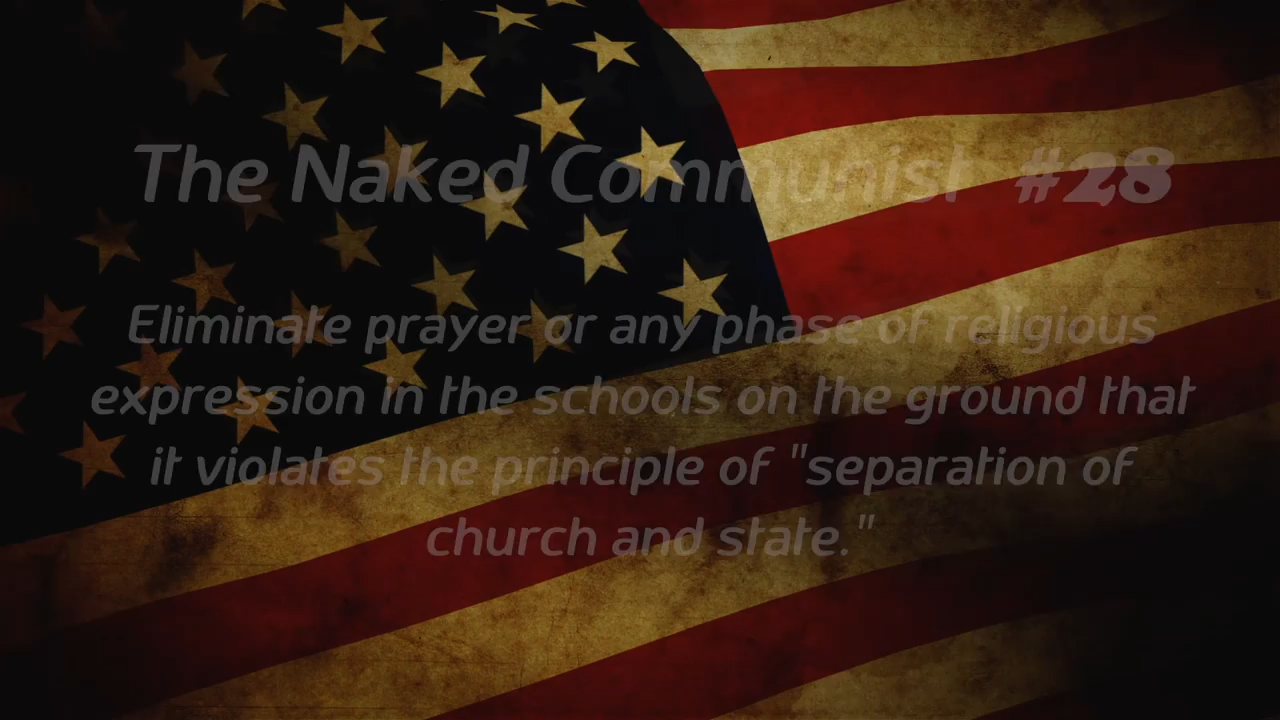 The Naked Communist #28
Eliminate prayer or any phase of religious
expression in the schools on the ground that
it violates the principle of "separation of
church and state."